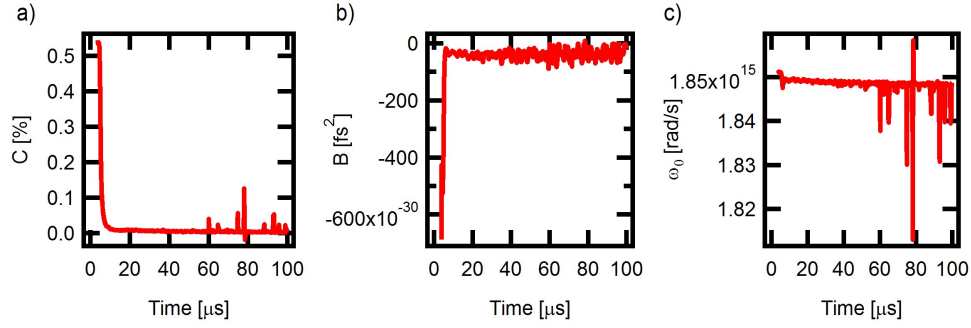 a)
0.5
0.4
0.3
0.2
0.1
0.0
C [%]
0 20 40 60 80 100
Time [μs]
b)
0
-200
-400
-600x10⁻³⁰
B [fs²]
0 20 40 60 80 100
Time [μs]
c)
1.85x10¹⁵
1.84
1.83
1.82
ω₀ [rad/s]
0 20 40 60 80 100
Time [μs]